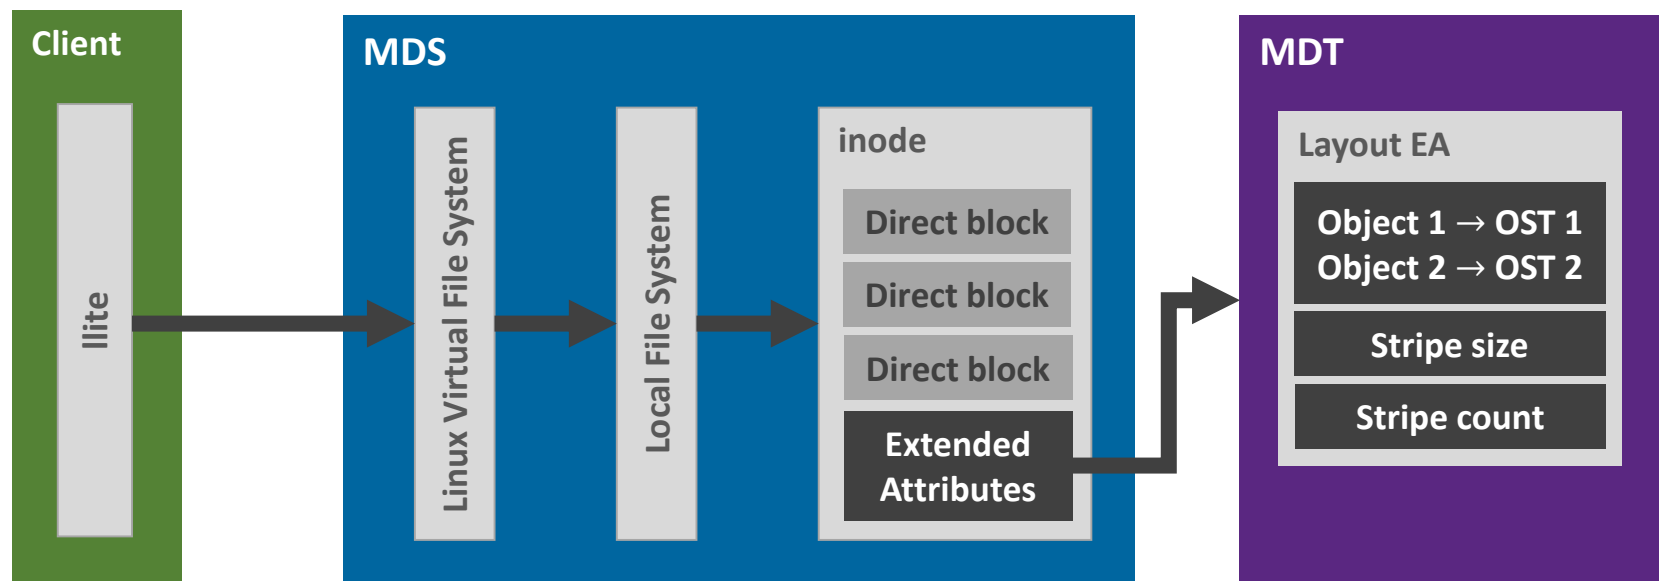 Client
llite
MDS
Linux Virtual File System
Local File System
inode
Direct block
Direct block
Direct block
Extended
Attributes
MDT
Layout EA
Object 1 → OST 1
Object 2 → OST 2
Stripe size
Stripe count